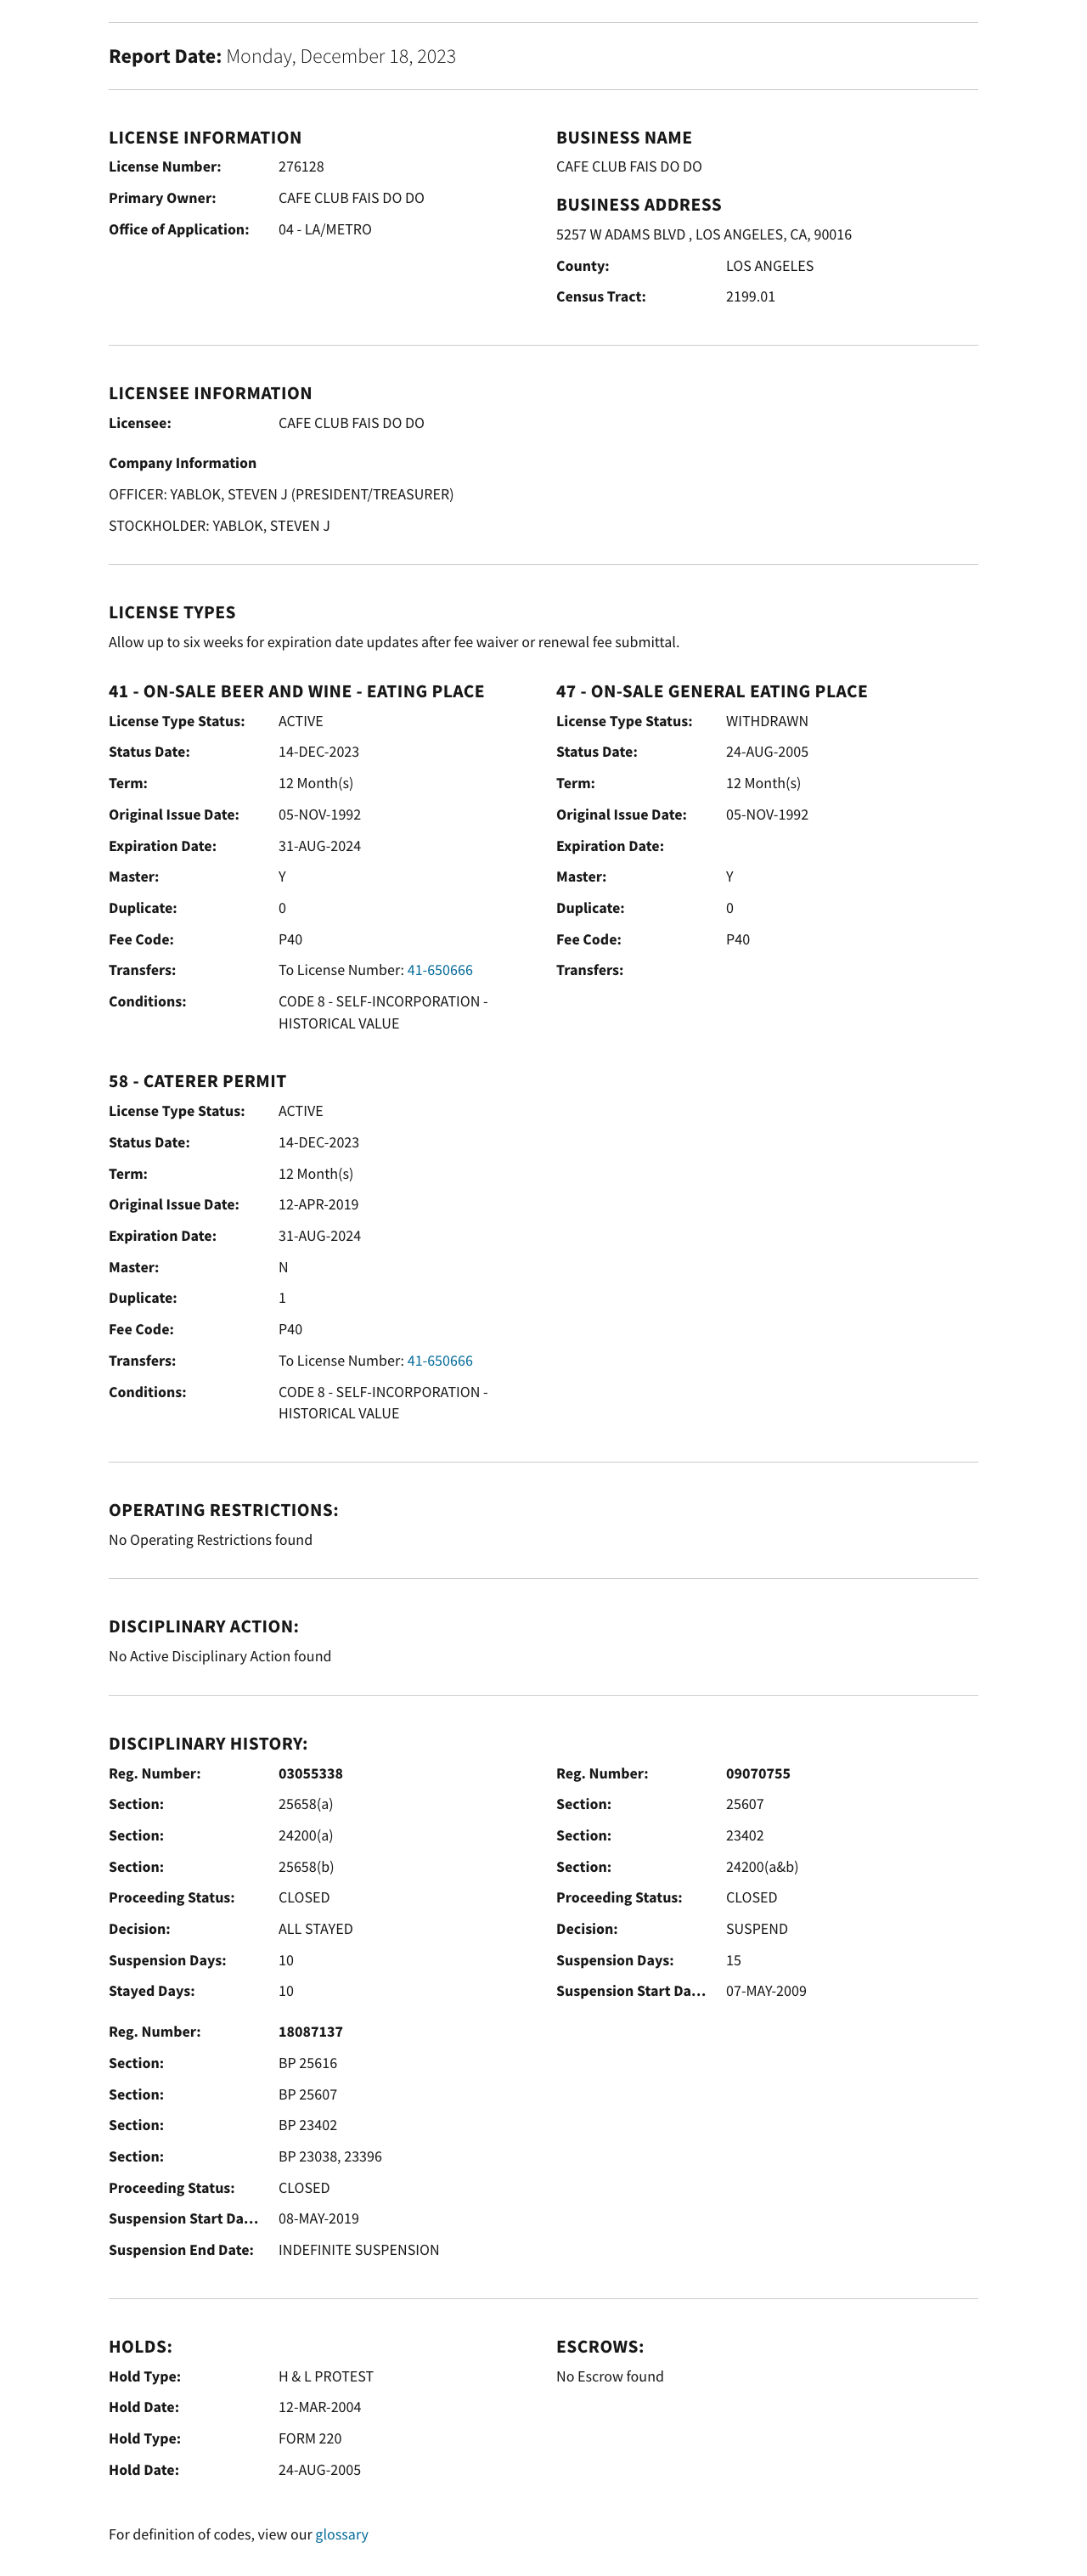 Report Date: Monday, December 18, 2023
LICENSE INFORMATION
License Number: 276128
Primary Owner: CAFE CLUB FAIS DO DO
Office of Application: 04 - LA/METRO
BUSINESS NAME
CAFE CLUB FAIS DO DO
BUSINESS ADDRESS
5257 W ADAMS BLVD , LOS ANGELES, CA, 90016
County: LOS ANGELES
Census Tract: 2199.01
LICENSEE INFORMATION
Licensee: CAFE CLUB FAIS DO DO
Company Information
OFFICER: YABLOK, STEVEN J (PRESIDENT/TREASURER)
STOCKHOLDER: YABLOK, STEVEN J
LICENSE TYPES
Allow up to six weeks for expiration date updates after fee waiver or renewal fee submittal.
41 - ON-SALE BEER AND WINE - EATING PLACE
License Type Status: ACTIVE
Status Date: 14-DEC-2023
Term: 12 Month(s)
Original Issue Date: 05-NOV-1992
Expiration Date: 31-AUG-2024
Master: Y
Duplicate: 0
Fee Code: P40
Transfers: To License Number: 41-650666
Conditions: CODE 8 - SELF-INCORPORATION -
HISTORICAL VALUE
47 - ON-SALE GENERAL EATING PLACE
License Type Status: WITHDRAWN
Status Date: 24-AUG-2005
Term: 12 Month(s)
Original Issue Date: 05-NOV-1992
Expiration Date:
Master: Y
Duplicate: 0
Fee Code: P40
Transfers:
58 - CATERER PERMIT
License Type Status: ACTIVE
Status Date: 14-DEC-2023
Term: 12 Month(s)
Original Issue Date: 12-APR-2019
Expiration Date: 31-AUG-2024
Master: N
Duplicate: 1
Fee Code: P40
Transfers: To License Number: 41-650666
Conditions: CODE 8 - SELF-INCORPORATION -
HISTORICAL VALUE
OPERATING RESTRICTIONS:
No Operating Restrictions found
DISCIPLINARY ACTION:
No Active Disciplinary Action found
DISCIPLINARY HISTORY:
Reg. Number: 03055338
Section: 25658(a)
Section: 24200(a)
Section: 25658(b)
Proceeding Status: CLOSED
Decision: ALL STAYED
Suspension Days: 10
Stayed Days: 10
Reg. Number: 09070755
Section: 25607
Section: 23402
Section: 24200(a&b)
Proceeding Status: CLOSED
Decision: SUSPEND
Suspension Days: 15
Suspension Start Da... 07-MAY-2009
Reg. Number: 18087137
Section: BP 25616
Section: BP 25607
Section: BP 23402
Section: BP 23038, 23396
Proceeding Status: CLOSED
Suspension Start Da... 08-MAY-2019
Suspension End Date: INDEFINITE SUSPENSION
HOLDS:
Hold Type: H & L PROTEST
Hold Date: 12-MAR-2004
Hold Type: FORM 220
Hold Date: 24-AUG-2005
ESCROWS:
No Escrow found
For definition of codes, view our glossary